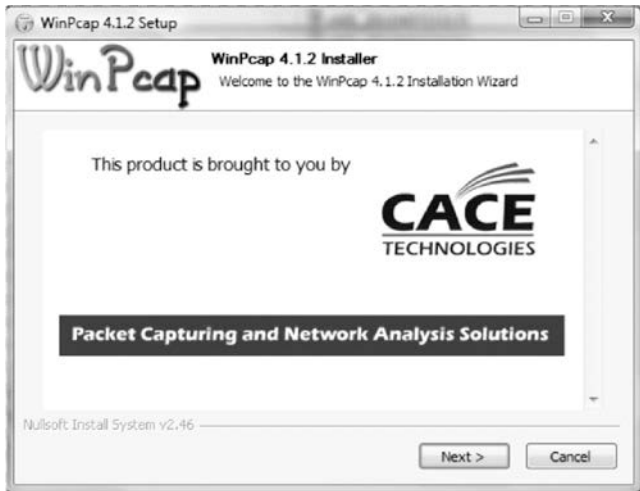 WinPcap 4.1.2 Setup
WinPcap
WinPcap 4.1.2 Installer
Welcome to the WinPcap 4.1.2 Installation Wizard
This product is brought to you by
CACE
TECHNOLOGIES
Packet Capturing and Network Analysis Solutions
Nullsoft Install System v2.46
Next >
Cancel